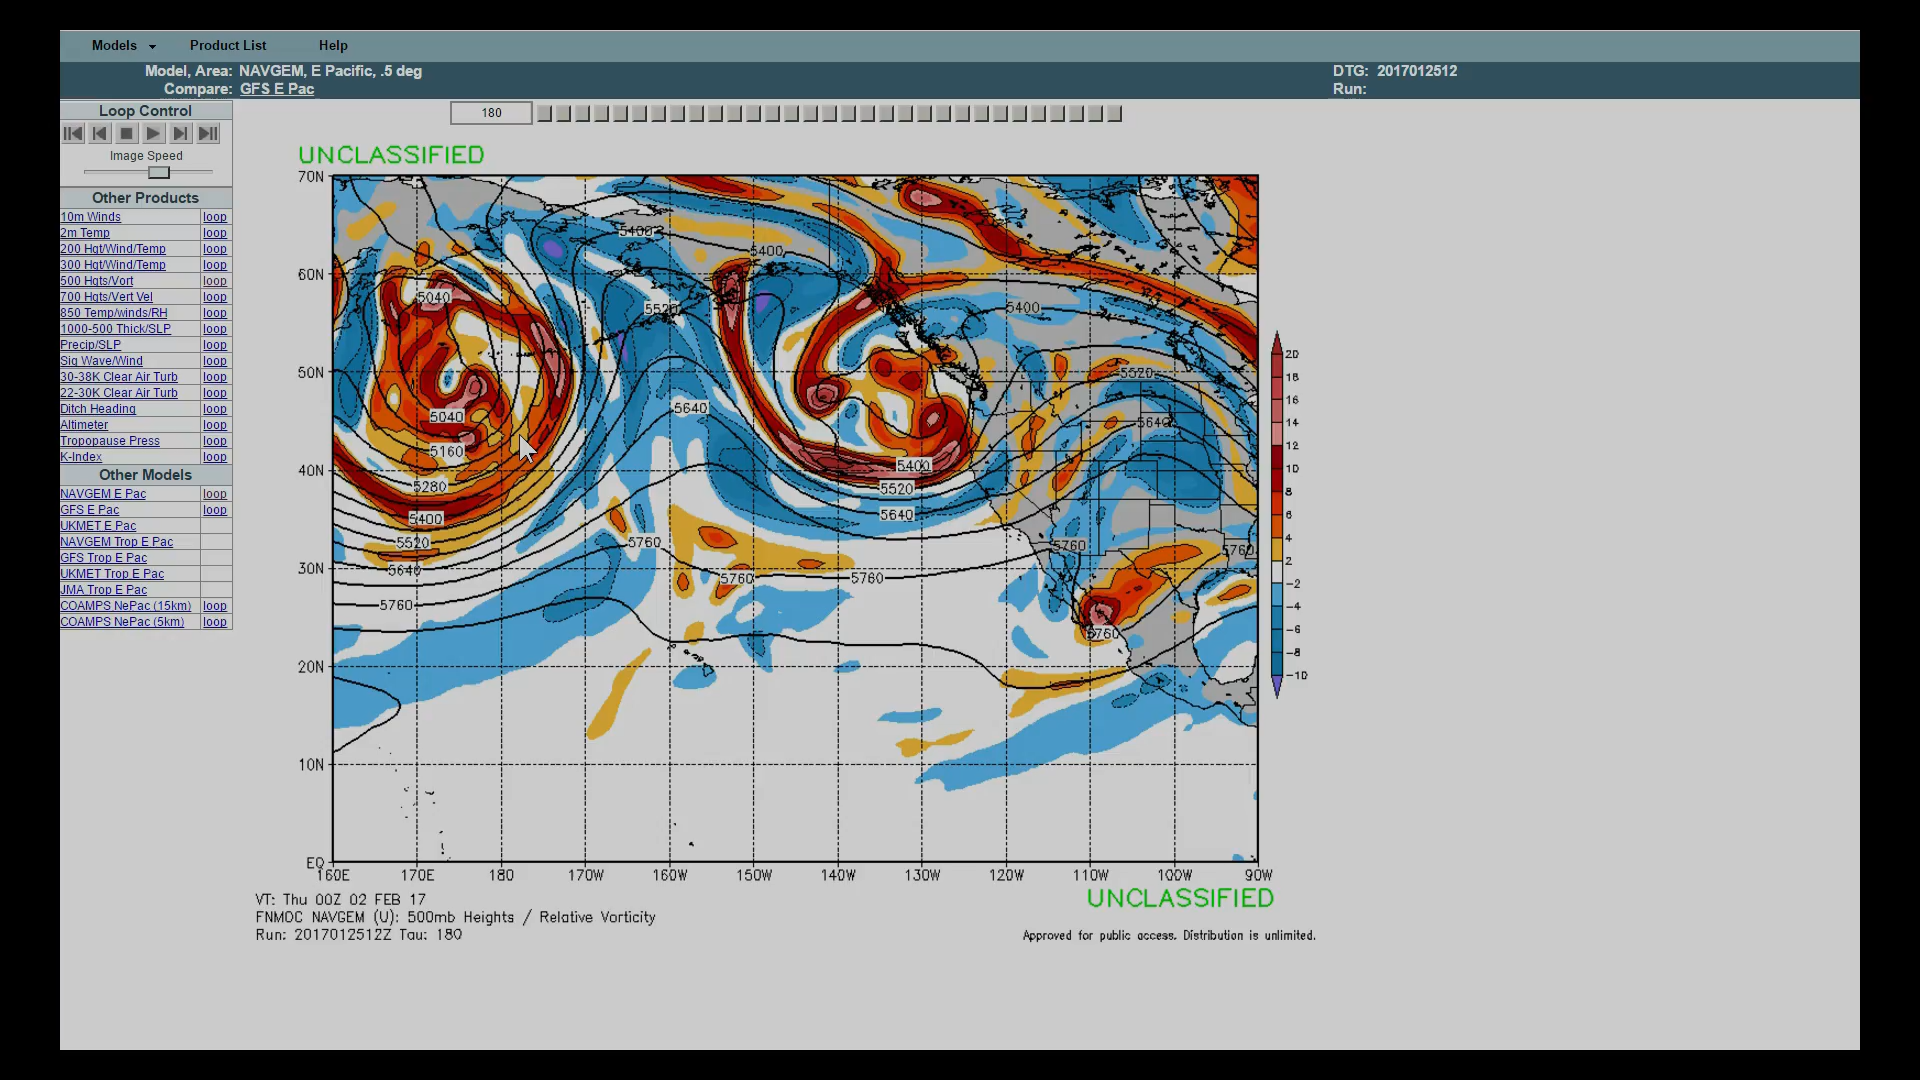 Models Product List Help
Model, Area: NAVGEM, E Pacific, .5 deg DTG: 2017012512
Compare: GFS E Pac Run:
Loop Control
180
Image Speed
Other Products
10m Winds loop
2m Temp loop
200 Hgt/Wind/Temp loop
300 Hgt/Wind/Temp loop
500 Hgts/Vort loop
700 Hgts/Vert Vel loop
850 Temp/winds/RH loop
1000-500 Thick/SLP loop
Precip/SLP loop
Sig Wave/Wind loop
30-38K Clear Air Turb loop
22-30K Clear Air Turb loop
Ditch Heading loop
Altimeter loop
Tropopause Press loop
K-Index loop
Other Models
NAVGEM E Pac loop
GFS E Pac loop
UKMET E Pac
NAVGEM Trop E Pac
GFS Trop E Pac
UKMET Trop E Pac
JMA Trop E Pac
COAMPS NePac (15km) loop
COAMPS NePac (5km) loop
UNCLASSIFIED
70N
5400
5400
60N
5040
5520
5400
50N
5520
5040
5640
5640
5160
40N
5400
5280
5520
5400
5640
5520
5760
5760
5760
30N
5640
5760
5760
5760
5760
20N
10N
EQ
160E 170E 180 170W 160W 150W 140W 130W 120W 110W 100W 90W
20
18
16
14
12
10
8
6
4
2
-2
-4
-6
-8
-10
UNCLASSIFIED
VT: Thu 00Z 02 FEB 17
FNMOC NAVGEM (U): 500mb Heights / Relative Vorticity
Run: 2017012512Z Tau: 180
Approved for public access. Distribution is unlimited.